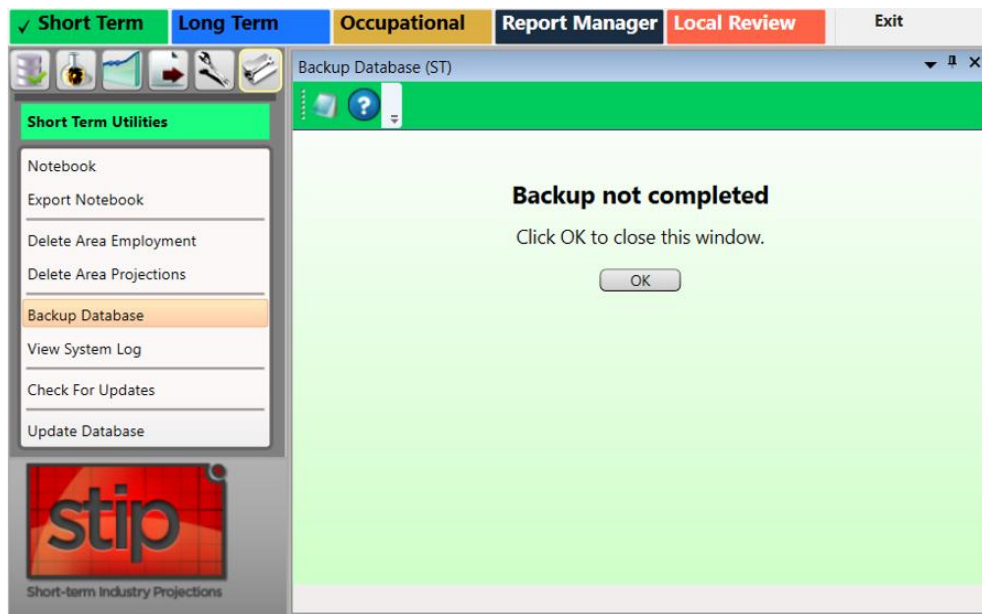 ✓ Short Term Long Term Occupational Report Manager Local Review Exit
Backup Database (ST)
Short Term Utilities
Notebook
Export Notebook
Delete Area Employment
Delete Area Projections
Backup Database
View System Log
Check For Updates
Update Database
stip
Short-term Industry Projections
?
Backup not completed
Click OK to close this window.
OK